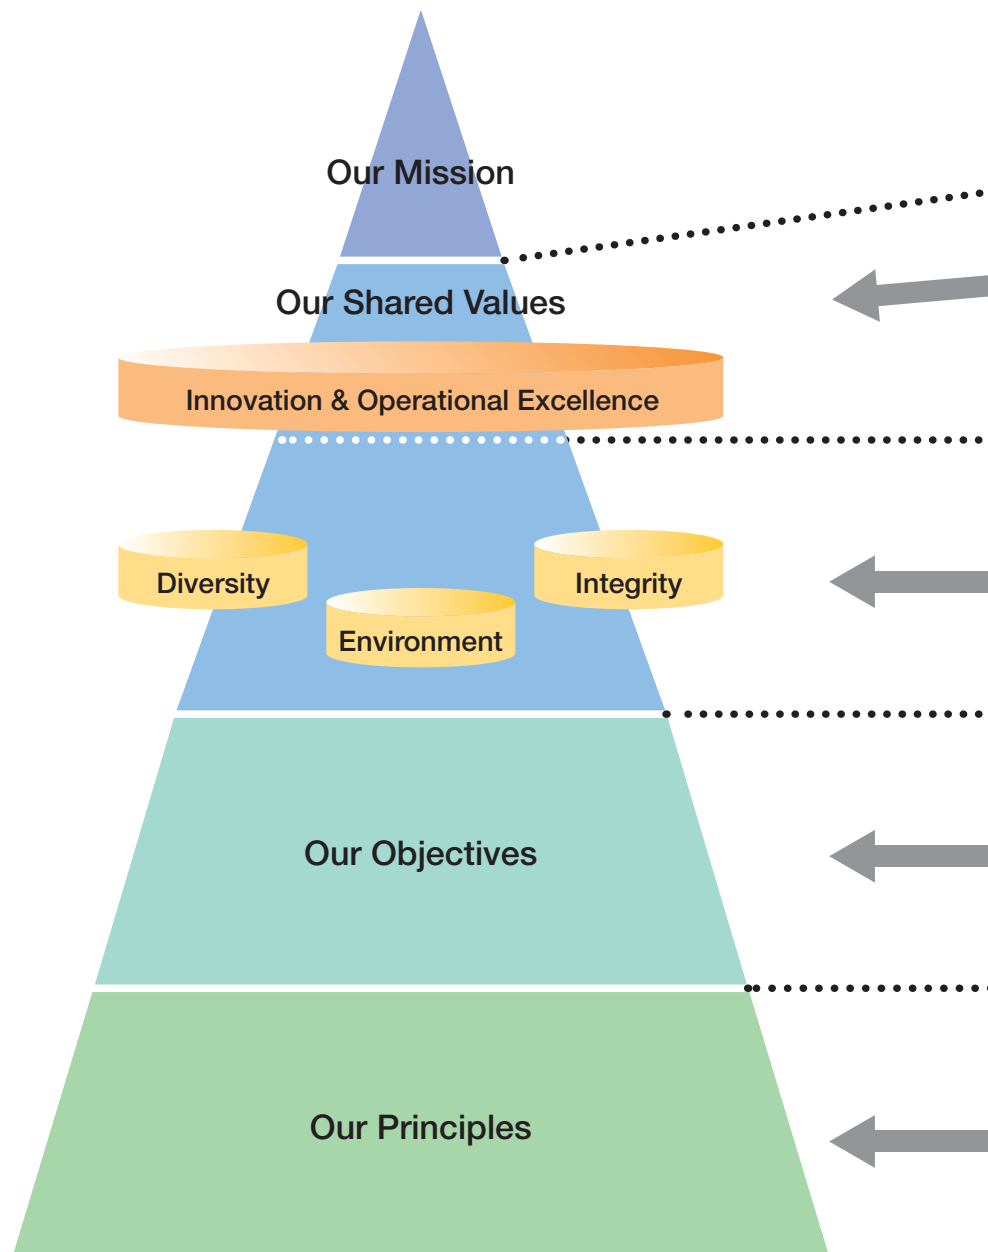 Our Mission
Our Shared Values
Innovation & Operational Excellence
Diversity
Integrity
Environment
Our Objectives
Our Principles